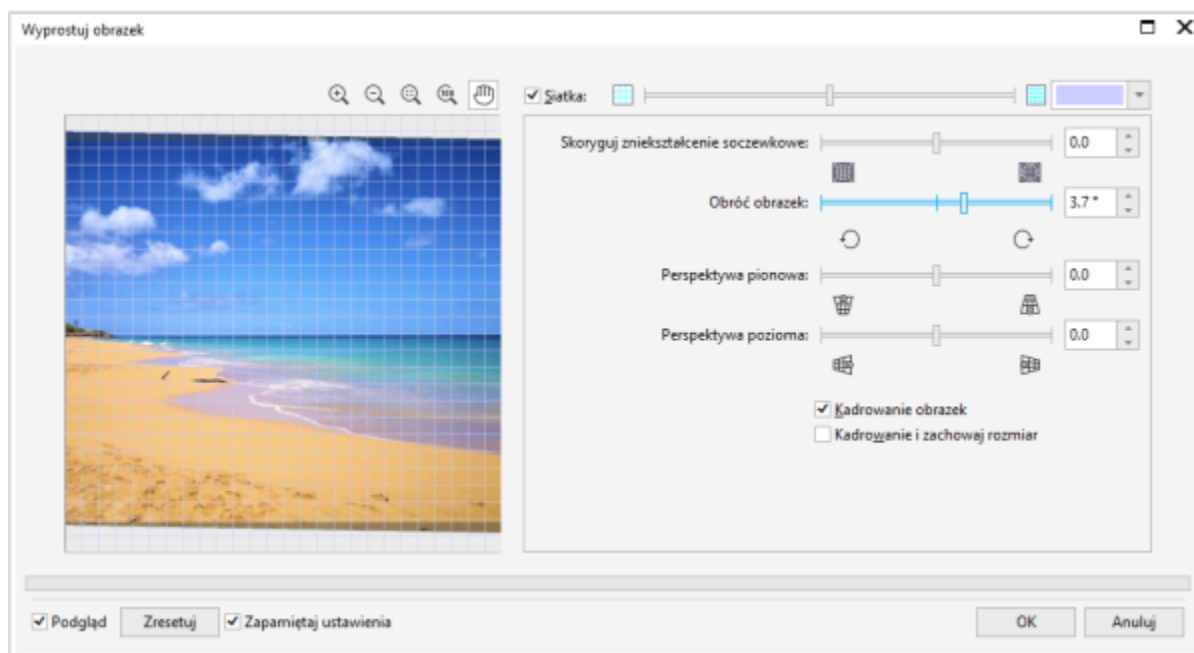 Wyprostuj obrazek
Siatka:
Skoryguj zniekształcenie soczewkowe: 0.0
Obróć obrazek: 3.7 °
Perspektywa pionowa: 0.0
Perspektywa pozioma: 0.0
Kadrowanie obrazek
Kadrowanie i zachowaj rozmiar
Podgląd Zresetuj Zapamiętaj ustawienia OK Anuluj